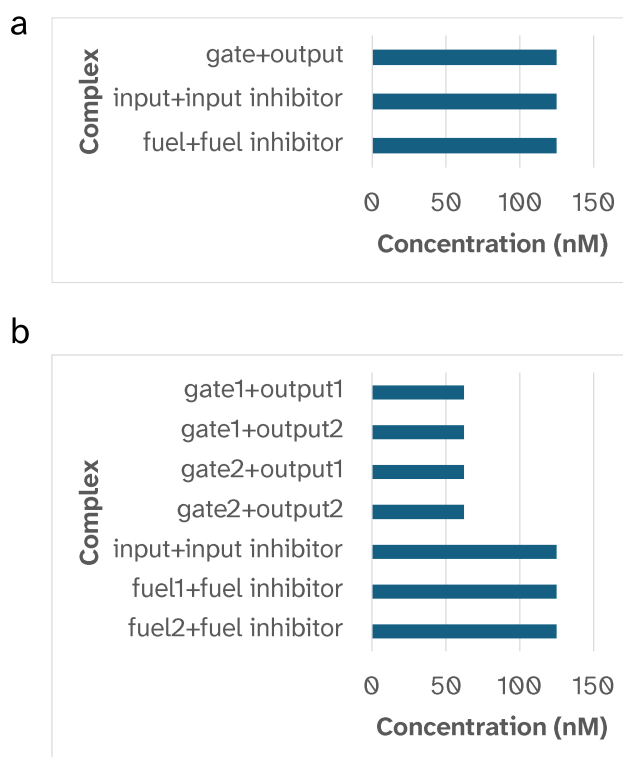 a
Complex
gate+output
input+input inhibitor
fuel+fuel inhibitor
0 50 100 150
Concentration (nM)
b
Complex
gate1+output1
gate1+output2
gate2+output1
gate2+output2
input+input inhibitor
fuel1+fuel inhibitor
fuel2+fuel inhibitor
0 50 100 150
Concentration (nM)